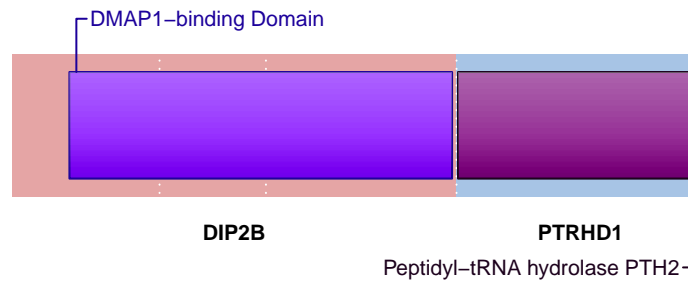 DMAP1−binding Domain
DIP2B
PTRHD1
Peptidyl−tRNA hydrolase PTH2